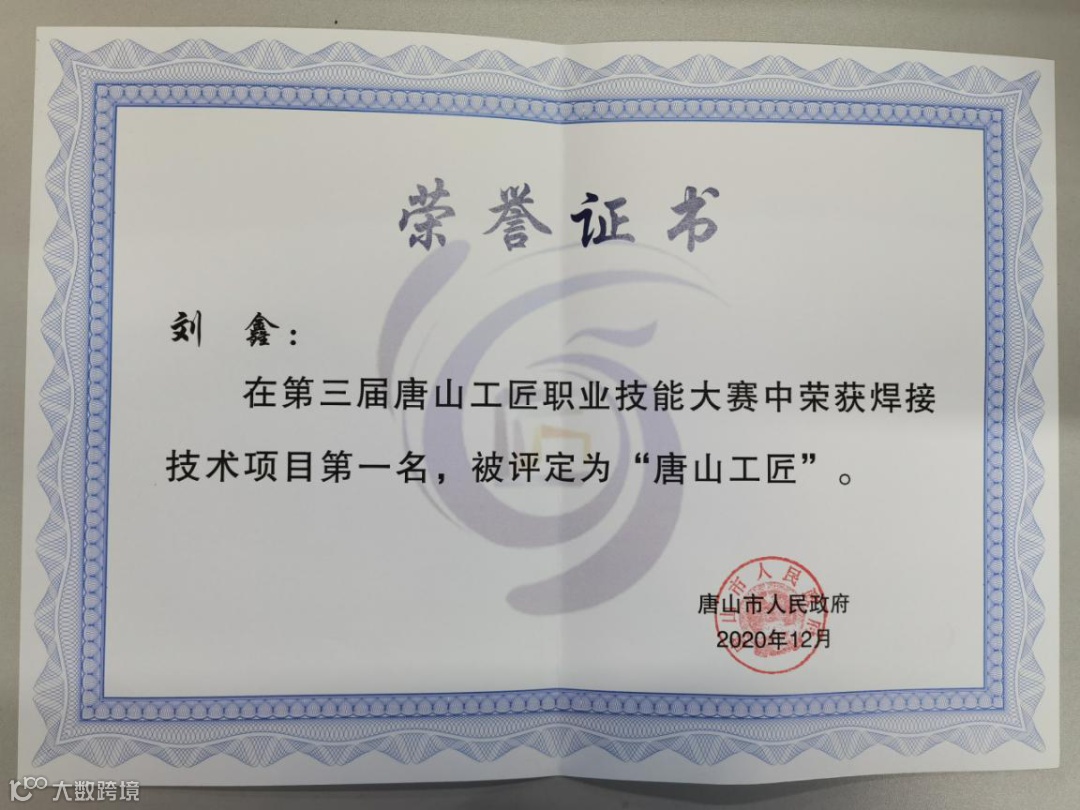 荣誉证书
刘 鑫：
在第三届唐山工匠职业技能大赛中荣获焊接
技术项目第一名，被评定为“唐山工匠”。
唐山市人民政府
2020年12月
大数跨境